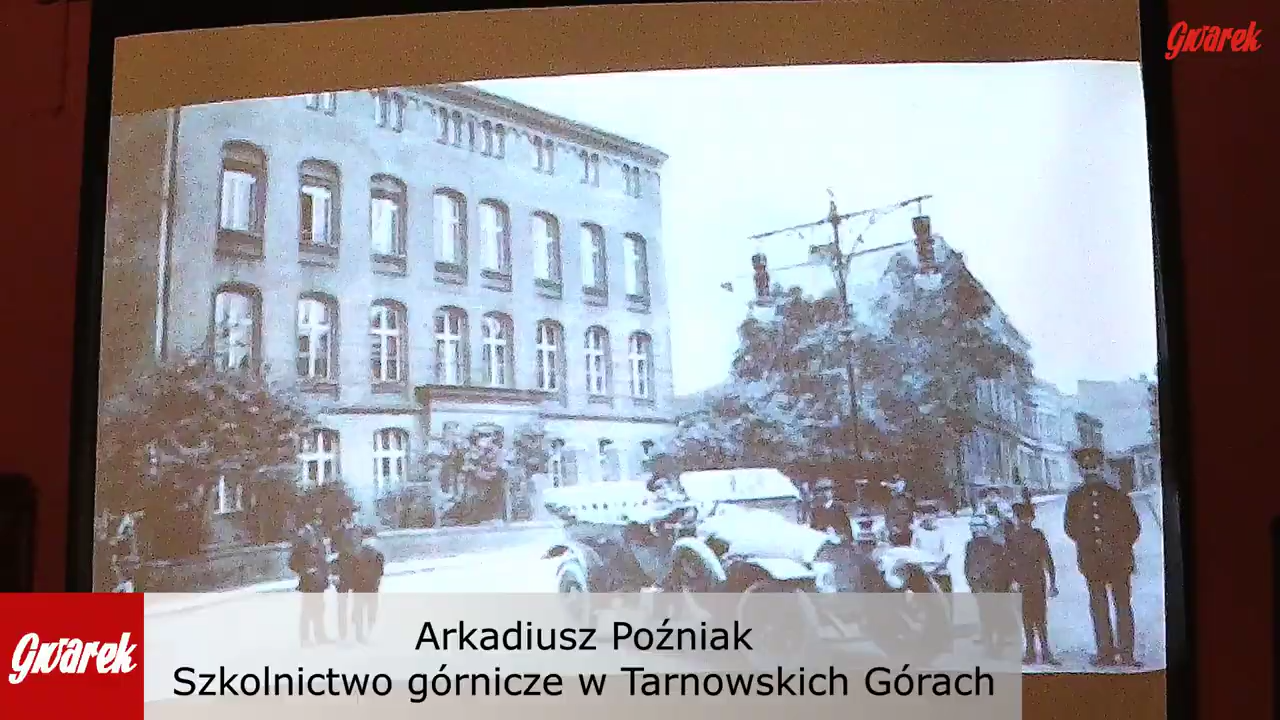 Gwarek
Gwarek
Arkadiusz Poźniak
Szkolnictwo górnicze w Tarnowskich Górach